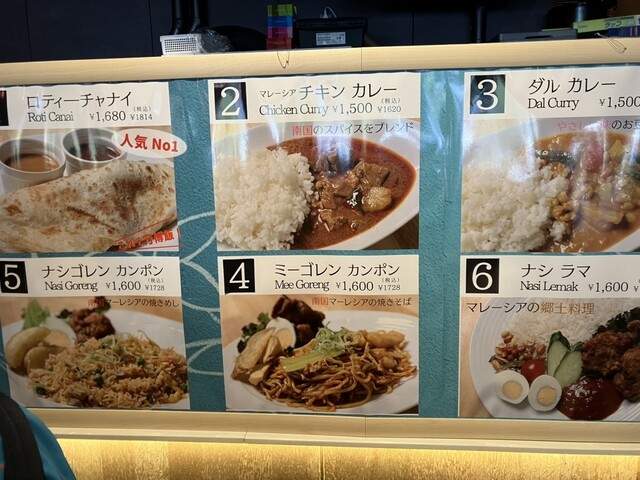 ロティーチャナイ
Roti Canai ¥1,680 (税込) ¥1814
人気 No1
2
マレーシア チキン カレー
Chicken Curry ¥1,500 (税込) ¥1620
南国のスパイスをブレンド
3
ダル カレー
Dal Curry ¥1,500
5
ナシゴレン カンポン
Nasi Goreng ¥1,600 (税込) ¥1728
南国マーレシアの焼きめし
4
ミーゴレン カンポン
Mee Goreng ¥1,600 (税込) ¥1728
南国マレーシアの焼きそば
6
ナシ ラマ
Nasi Lemak ¥1,600
マレーシアの郷土料理